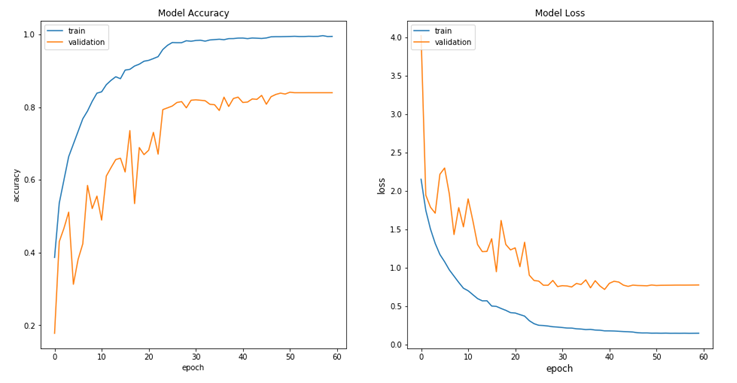 Model Accuracy
train
validation
1.0
0.8
0.6
0.4
0.2
accuracy
0 10 20 30 40 50 60
epoch
Model Loss
train
validation
4.0
3.5
3.0
2.5
2.0
1.5
1.0
0.5
0.0
loss
0 10 20 30 40 50 60
epoch